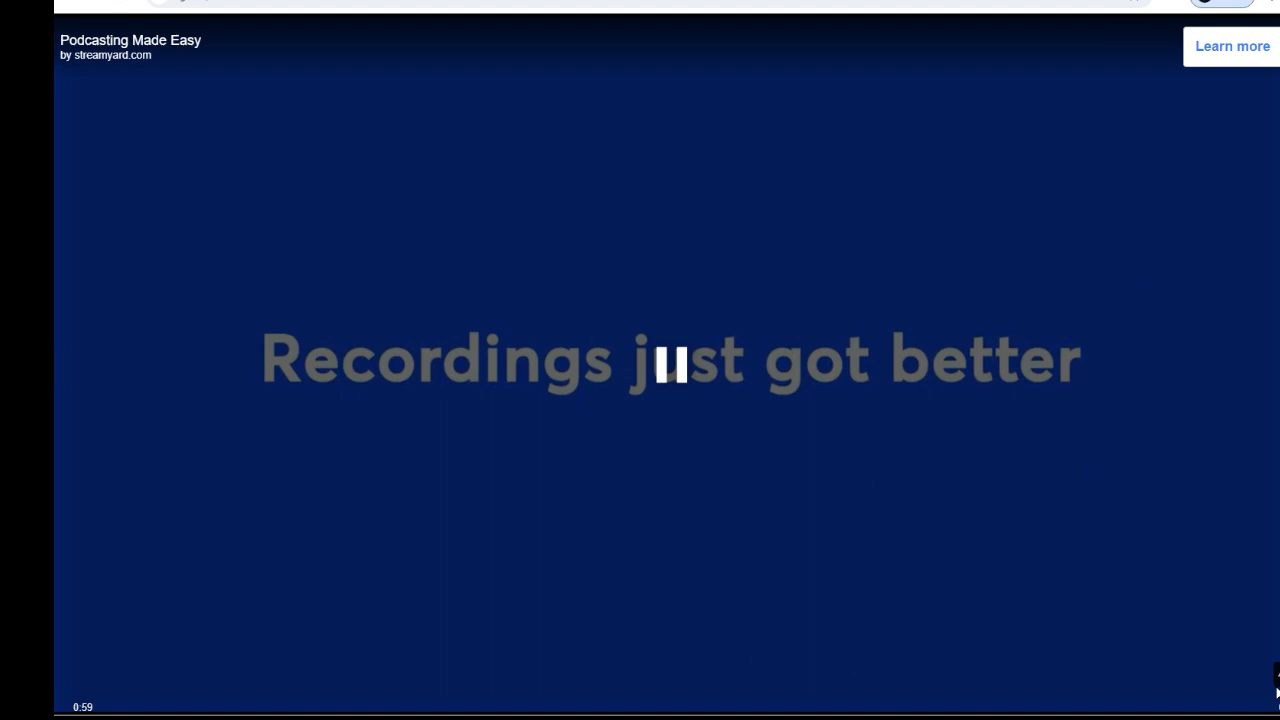 Podcasting Made Easy
by streamyard.com
Learn more
Recordings just got better
0:59